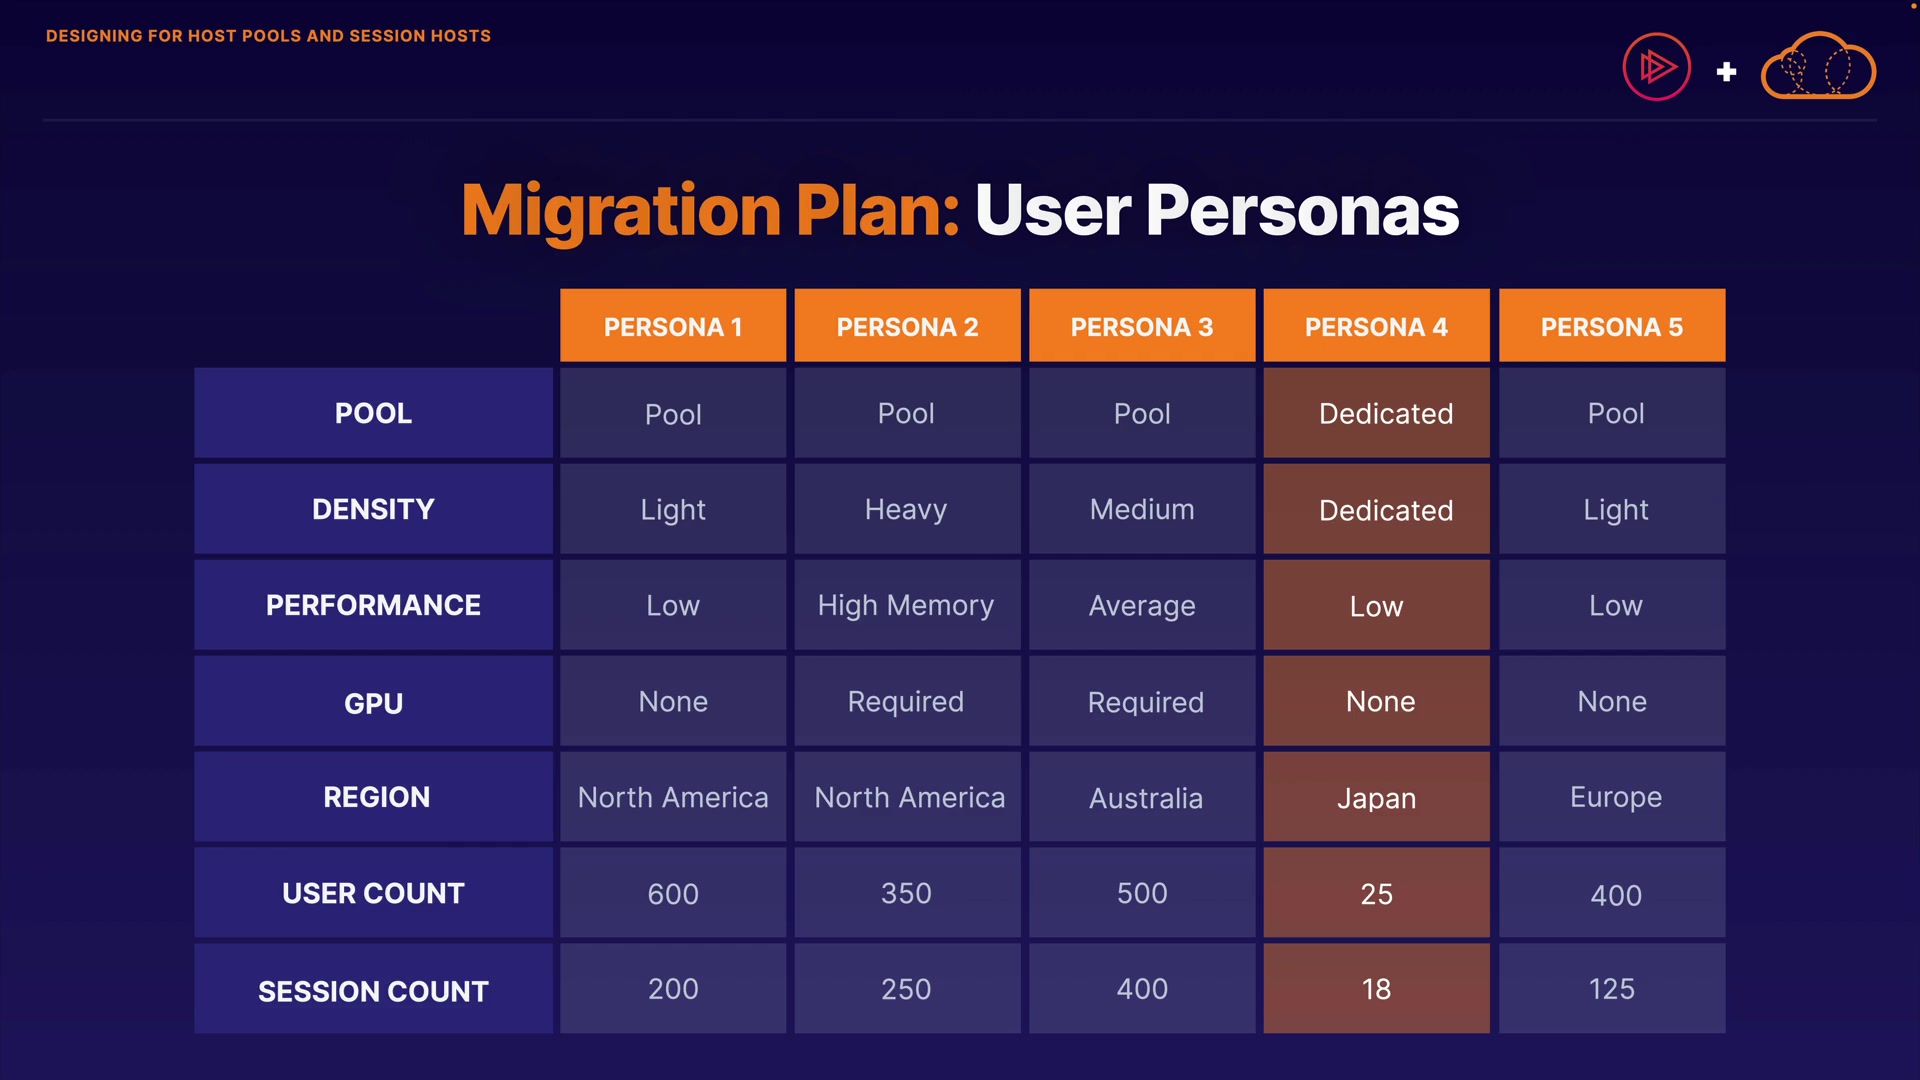 DESIGNING FOR HOST POOLS AND SESSION HOSTS
+
Migration Plan: User Personas
PERSONA 1 PERSONA 2 PERSONA 3 PERSONA 4 PERSONA 5
POOL Pool Pool Pool Dedicated Pool
DENSITY Light Heavy Medium Dedicated Light
PERFORMANCE Low High Memory Average Low Low
GPU None Required Required None None
REGION North America North America Australia Japan Europe
USER COUNT 600 350 500 25 400
SESSION COUNT 200 250 400 18 125